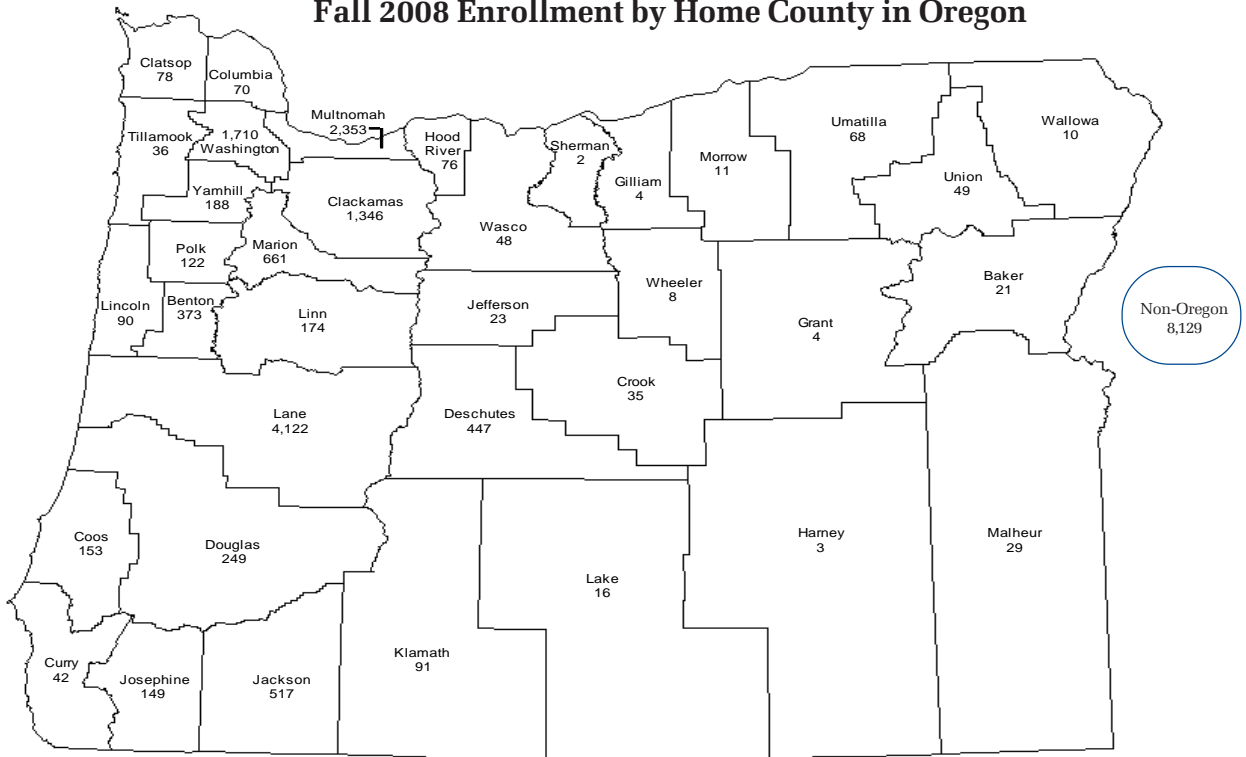 Fall 2008 Enrollment by Home County in Oregon
Clatsop
78
Columbia
70
Multnomah
2,353
Tillamook
36
1,710
Washington
Hood
River
76
Sherman
2
Gilliam
4
Morrow
11
Umatilla
68
Wallowa
10
Union
49
Yamhill
188
Clackamas
1,346
Wasco
48
Polk
122
Marion
661
Wheeler
8
Baker
21
Lincoln
90
Benton
373
Linn
174
Jefferson
23
Grant
4
Non-Oregon
8,129
Crook
35
Lane
4,122
Deschutes
447
Coos
153
Douglas
249
Harney
3
Malheur
29
Lake
16
Curry
42
Josephine
149
Jackson
517
Klamath
91